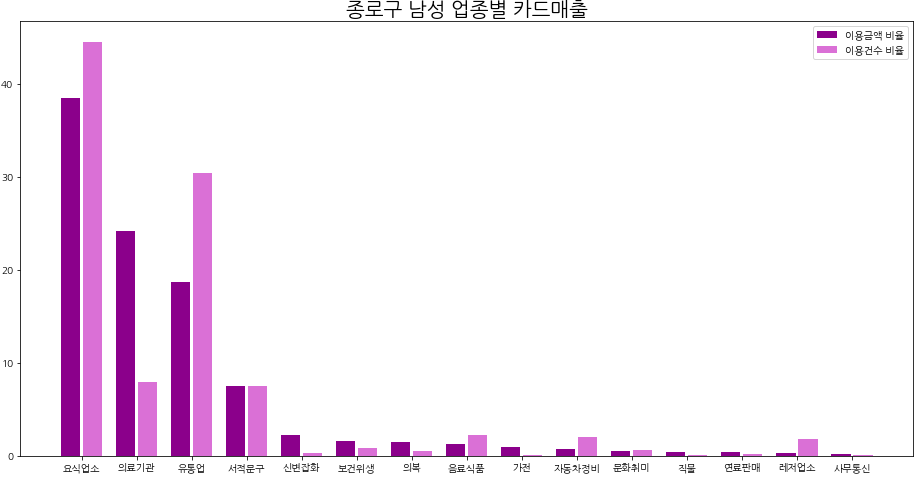 종로구 남성 업종별 카드매출
이용금액 비율
이용건수 비율
40
30
20
10
0
요식업소 의료기관 유통업 서적문구 신변잡화 보건위생 의복 음료식품 가전 자동차정비 문화취미 직물 연료판매 레저업소 사무통신